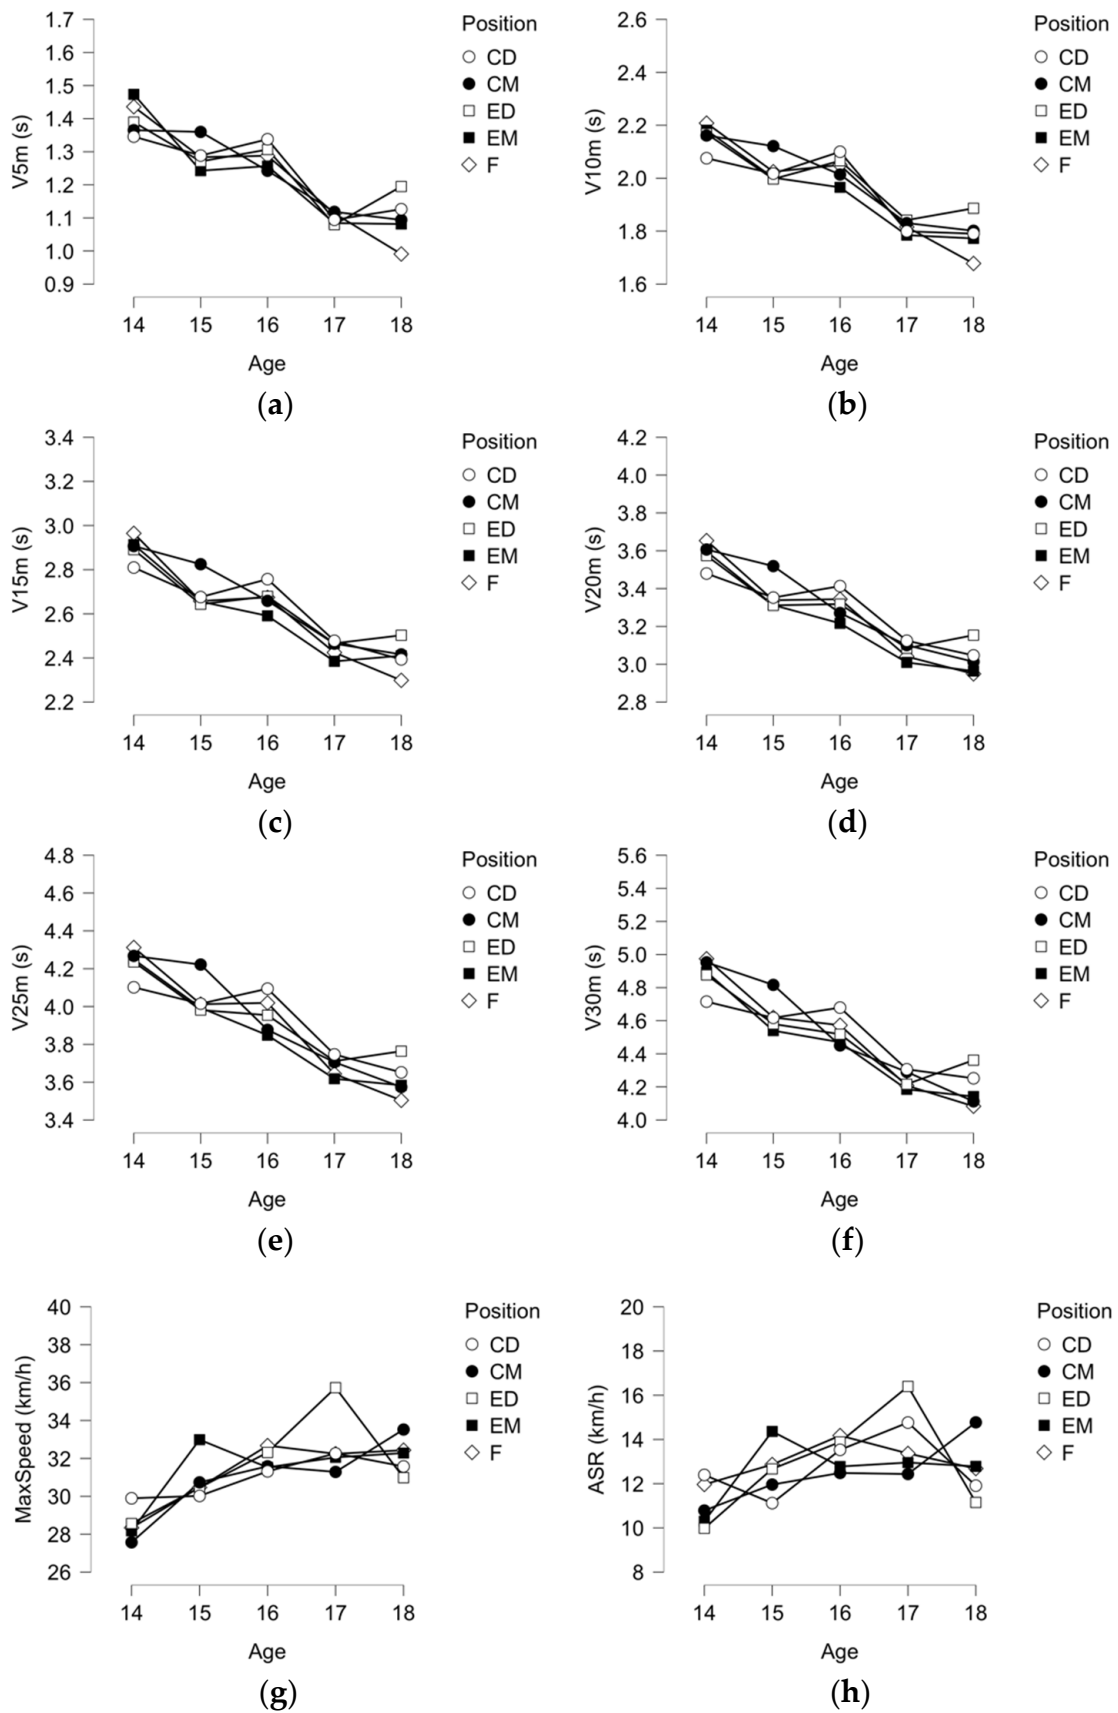 1.7
1.6
1.5
1.4
1.3
1.2
1.1
1.0
0.9
V5m (s)
14 15 16 17 18
Age
Position
CD
CM
ED
EM
F
(a)
2.6
2.4
2.2
2.0
1.8
1.6
V10m (s)
14 15 16 17 18
Age
Position
CD
CM
ED
EM
F
(b)
3.4
3.2
3.0
2.8
2.6
2.4
2.2
V15m (s)
14 15 16 17 18
Age
Position
CD
CM
ED
EM
F
(c)
4.2
4.0
3.8
3.6
3.4
3.2
3.0
2.8
V20m (s)
14 15 16 17 18
Age
Position
CD
CM
ED
EM
F
(d)
4.8
4.6
4.4
4.2
4.0
3.8
3.6
3.4
V25m (s)
14 15 16 17 18
Age
Position
CD
CM
ED
EM
F
(e)
5.6
5.4
5.2
5.0
4.8
4.6
4.4
4.2
4.0
V30m (s)
14 15 16 17 18
Age
Position
CD
CM
ED
EM
F
(f)
40
38
36
34
32
30
28
26
MaxSpeed (km/h)
14 15 16 17 18
Age
Position
CD
CM
ED
EM
F
(g)
20
18
16
14
12
10
8
ASR (km/h)
14 15 16 17 18
Age
Position
CD
CM
ED
EM
F
(h)